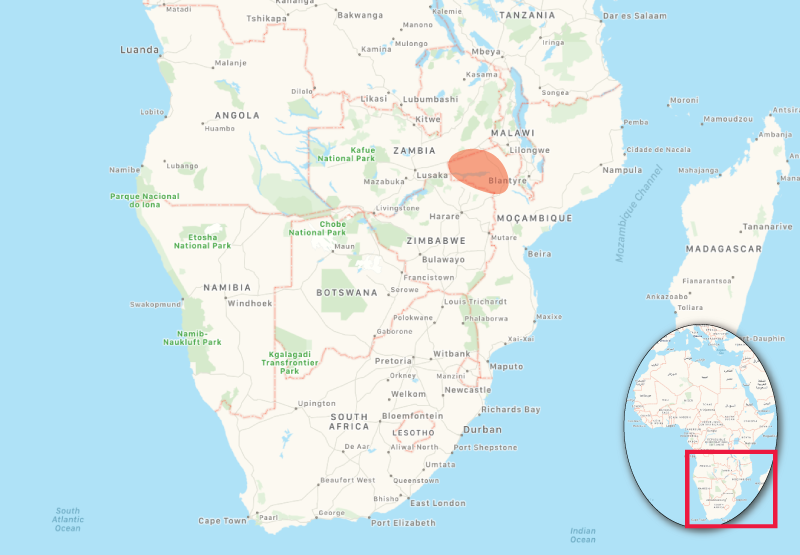 Matadi
Kananga
Tshikapa
Bakwanga
Kalemie
TANZANIA
Dar es Salaam
Manono
Luanda
Kamina
Mulongo
Mbeya
Iringa
Malanje
Kasama
Dilolo
Likasi
Lubumbashi
Songea
Lobito
ANGOLA
Kitwe
Moroni
Huambo
MALAWI
Pemba
Mamoudzou
Antsir
Ambanja
Kafue
National Park
ZAMBIA
Lilongwe
Cidade de Nacala
Namibe
Lubango
Mazabuka
Lusaka
Blantyre
Nampula
Mahajanga
Parque Nacional
do Iona
Livingstone
Harare
MOÇAMBIQUE
Mozambique Channel
Chobe
National Park
Etosha
National Park
Maun
ZIMBABWE
Mutare
Tananarive
Bulawayo
Beira
MADAGASCAR
Francistown
NAMIBIA
BOTSWANA
Sorowe
Fianarantsoa
Swakopmund
Windhoek
Louis Trichardt
Ankazoabo
Toliara
Polokwane
Phalaborwa
Maxixe
Namib-
Naukluft Park
Gaborone
Xai-Xai
rt-Dauphin
Kgalagadi
Transfrontier
Park
Pretoria
Witbank
Maputo
Orkney
Manzini
Welkom
Newcastle
Upington
SOUTH
AFRICA
Bloemfontein
Richards Bay
LESOTHO
Durban
De Aar
Aliwal North
Port Shepstone
Umtata
Beaufort West
Queenstown
Bhisho
East London
South
Atlantic
Ocean
Cape Town
Paarl
George
Port Elizabeth
Indian
Ocean